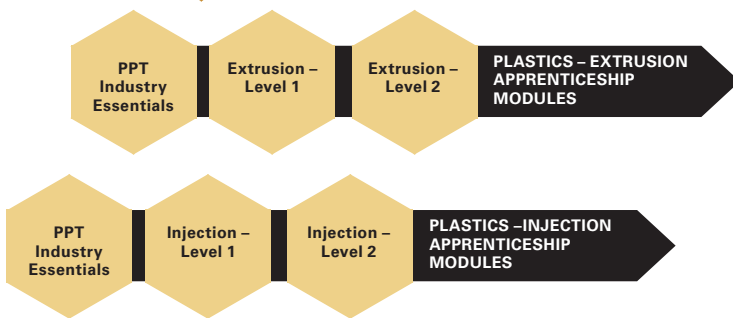 PPT
Industry
Essentials
Extrusion –
Level 1
Extrusion –
Level 2
PLASTICS – EXTRUSION
APPRENTICESHIP
MODULES
PPT
Industry
Essentials
Injection –
Level 1
Injection –
Level 2
PLASTICS –INJECTION
APPRENTICESHIP
MODULES